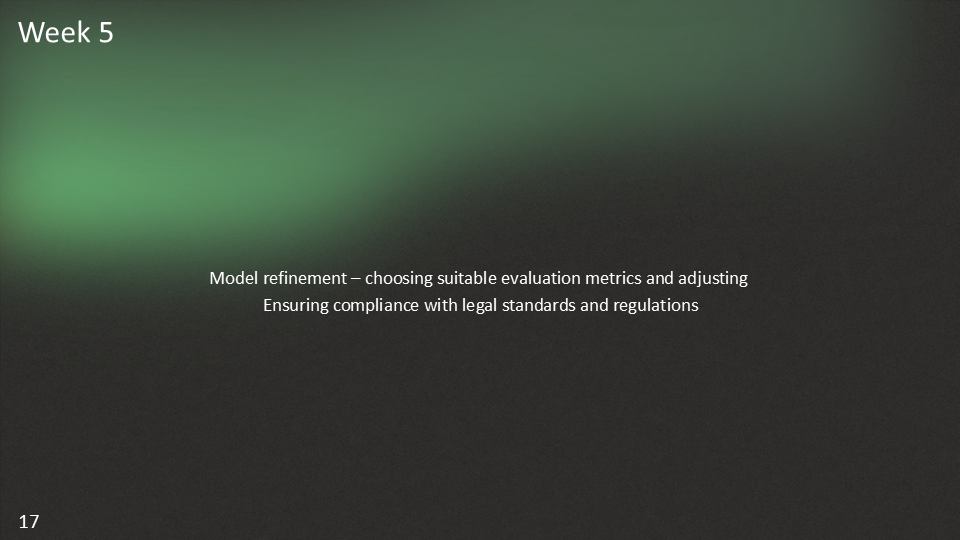 Week 5
Model refinement – choosing suitable evaluation metrics and adjusting
Ensuring compliance with legal standards and regulations
17